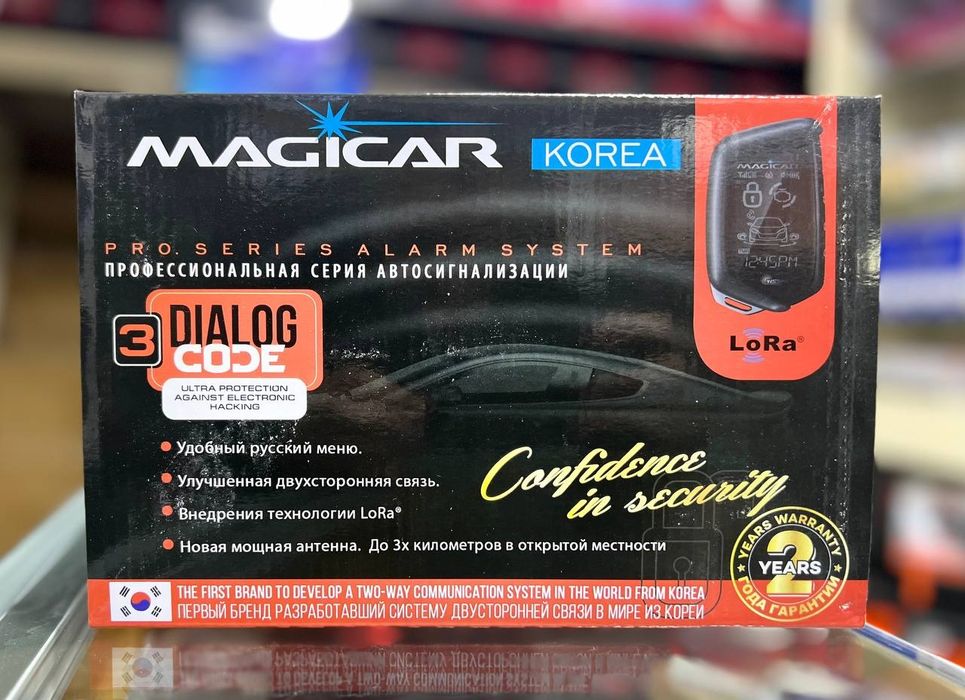 MAGICAR
KOREA
PRO. SERIES ALARM SYSTEM
ПРОФЕССИОНАЛЬНАЯ СЕРИЯ АВТОСИГНАЛИЗАЦИИ
3 DIALOG
CODE
ULTRA PROTECTION
AGAINST ELECTRONIC
HACKING
MAGICAR
12:45PM
LoRa®
Удобный русский меню.
Улучшенная двухсторонняя связь.
Внедрения технологии LoRa®
Новая мощная антенна. До 3х километров в открытой местности
Confidence
in security
YEARS WARRANTY
2
YEARS
ГОДА ГАРАНТИИ
THE FIRST BRAND TO DEVELOP A TWO-WAY COMMUNICATION SYSTEM IN THE WORLD FROM KOREA
ПЕРВЫЙ БРЕНД РАЗРАБОТАВШИЙ СИСТЕМУ ДВУСТОРОННЕЙ СВЯЗИ В МИРЕ ИЗ КОРЕИ